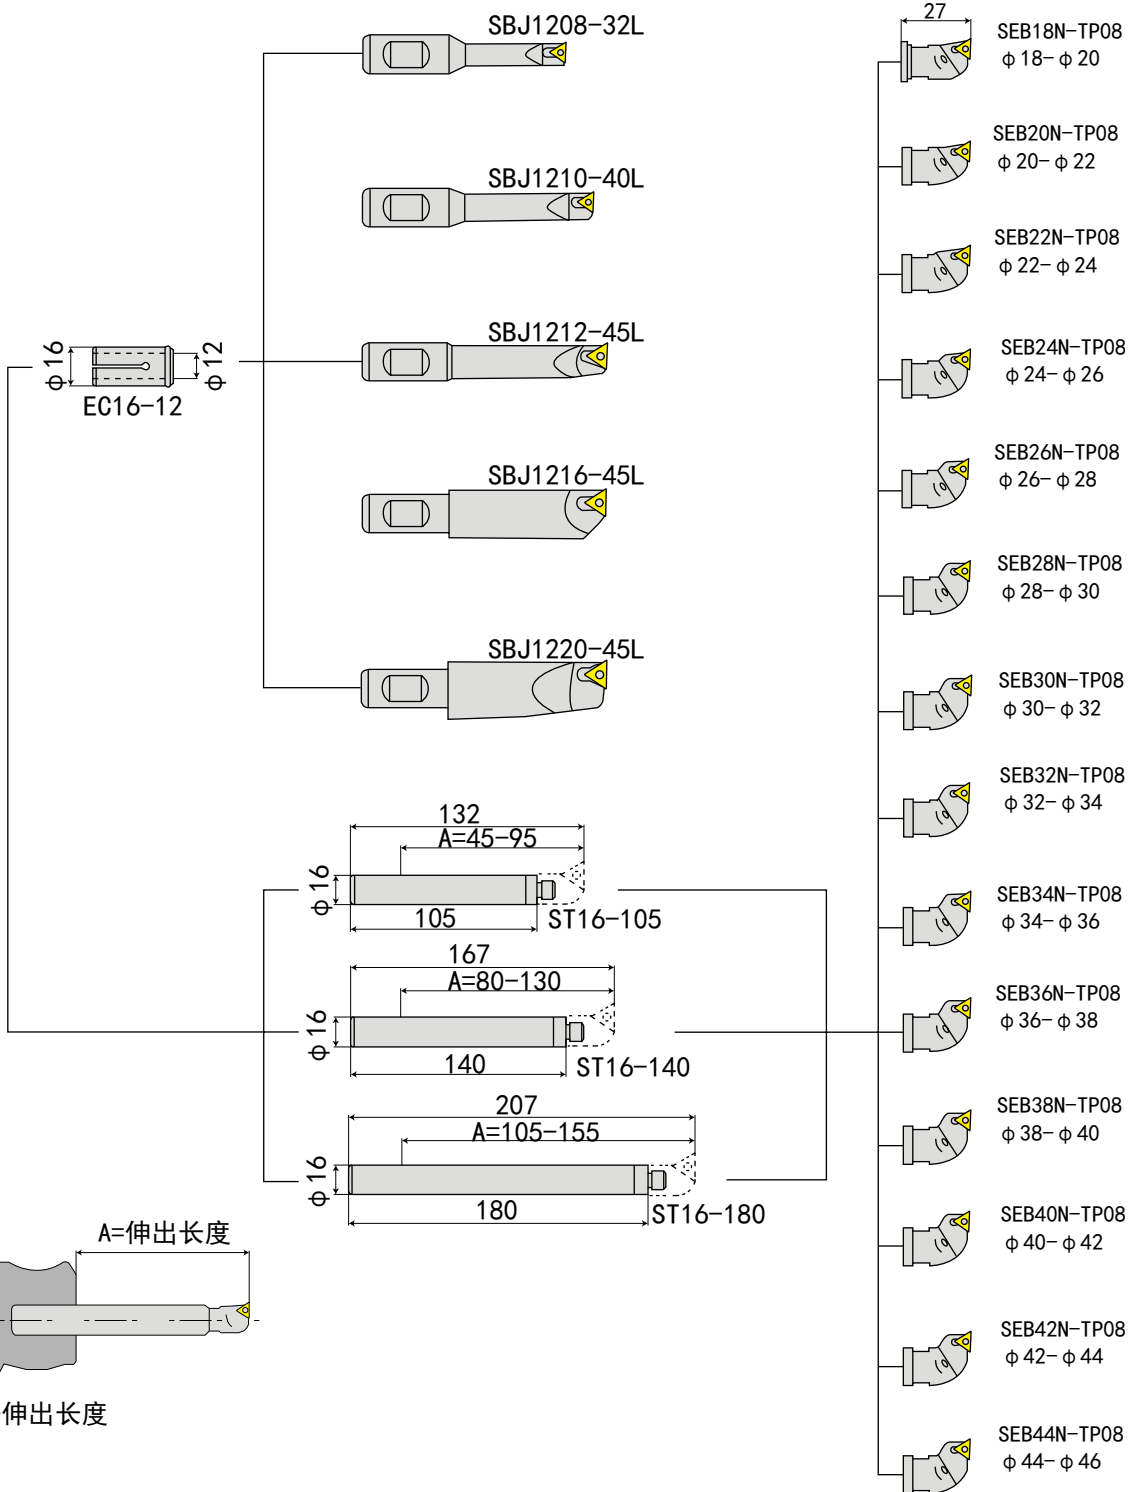 SBJ1208-32L
SBJ1210-40L
φ16
φ12
EC16-12
SBJ1212-45L
SBJ1216-45L
SBJ1220-45L
132
A=45-95
φ16
105
ST16-105
167
A=80-130
φ16
140
ST16-140
207
A=105-155
φ16
180
ST16-180
A=伸出长度
伸出长度
27
SEB18N-TP08
φ18-φ20
SEB20N-TP08
φ20-φ22
SEB22N-TP08
φ22-φ24
SEB24N-TP08
φ24-φ26
SEB26N-TP08
φ26-φ28
SEB28N-TP08
φ28-φ30
SEB30N-TP08
φ30-φ32
SEB32N-TP08
φ32-φ34
SEB34N-TP08
φ34-φ36
SEB36N-TP08
φ36-φ38
SEB38N-TP08
φ38-φ40
SEB40N-TP08
φ40-φ42
SEB42N-TP08
φ42-φ44
SEB44N-TP08
φ44-φ46